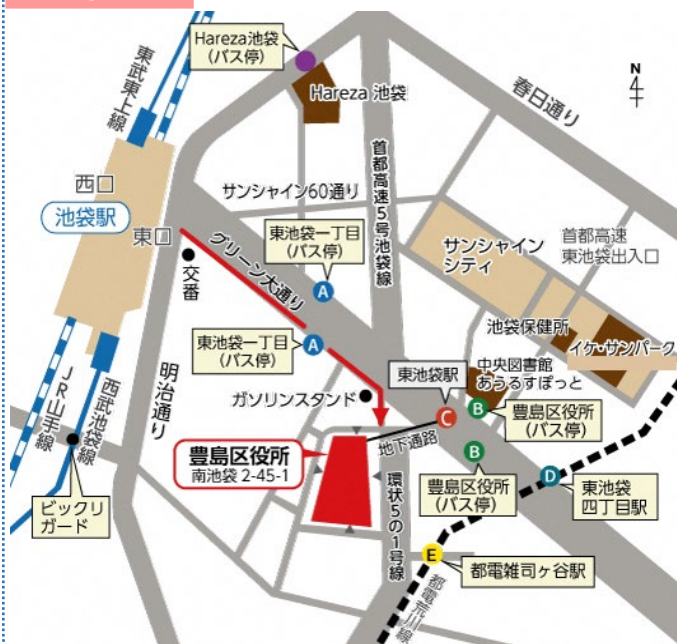 Hareza池袋
(バス停)
Hareza 池袋
N
4
東武東上線
春日通り
西口
池袋駅
東口
サンシャイン60通り
首都高速5号池袋線
東池袋一丁目
(バス停)
A
グリーン大通り
交番
サンシャイン
シティ
首都高速
東池袋出入口
東池袋一丁目
(バス停)
A
池袋保健所
イケ・サンパーク
中央図書館
あうるすぽっと
東池袋駅
C
明治通り
ガソリンスタンド
B
豊島区役所
(バス停)
地下通路
JR山手線
西武池袋線
豊島区役所
南池袋 2-45-1
環状5の1号線
B
豊島区役所
(バス停)
D
東池袋
四丁目駅
ビックリ
ガード
E
都電雑司ヶ谷駅
都電荒川線